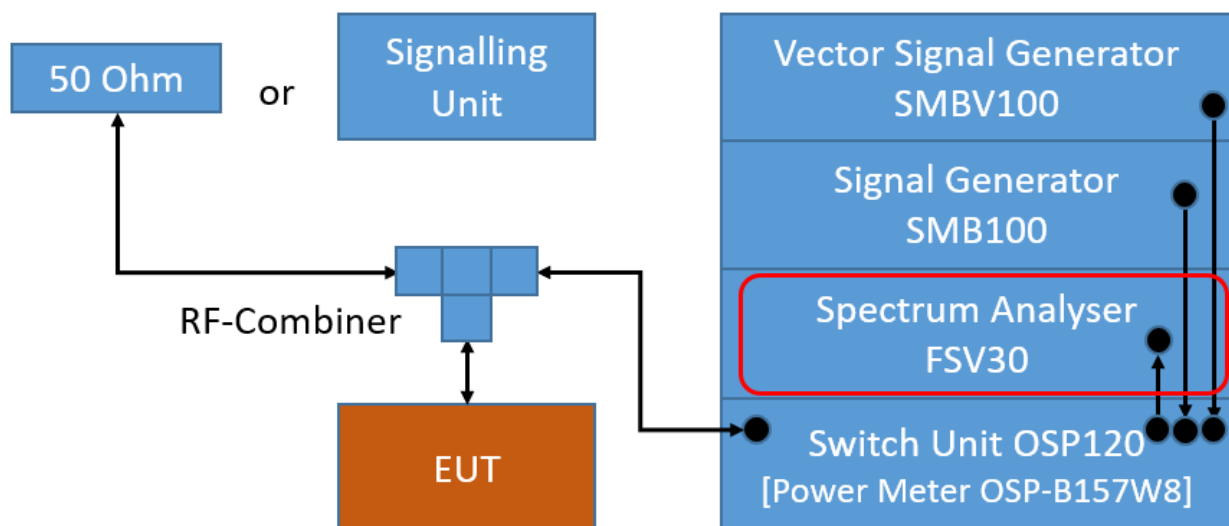 50 Ohm
or
Signalling
Unit
RF-Combiner
EUT
Vector Signal Generator
SMBV100
Signal Generator
SMB100
Spectrum Analyser
FSV30
Switch Unit OSP120
[Power Meter OSP-B157W8]